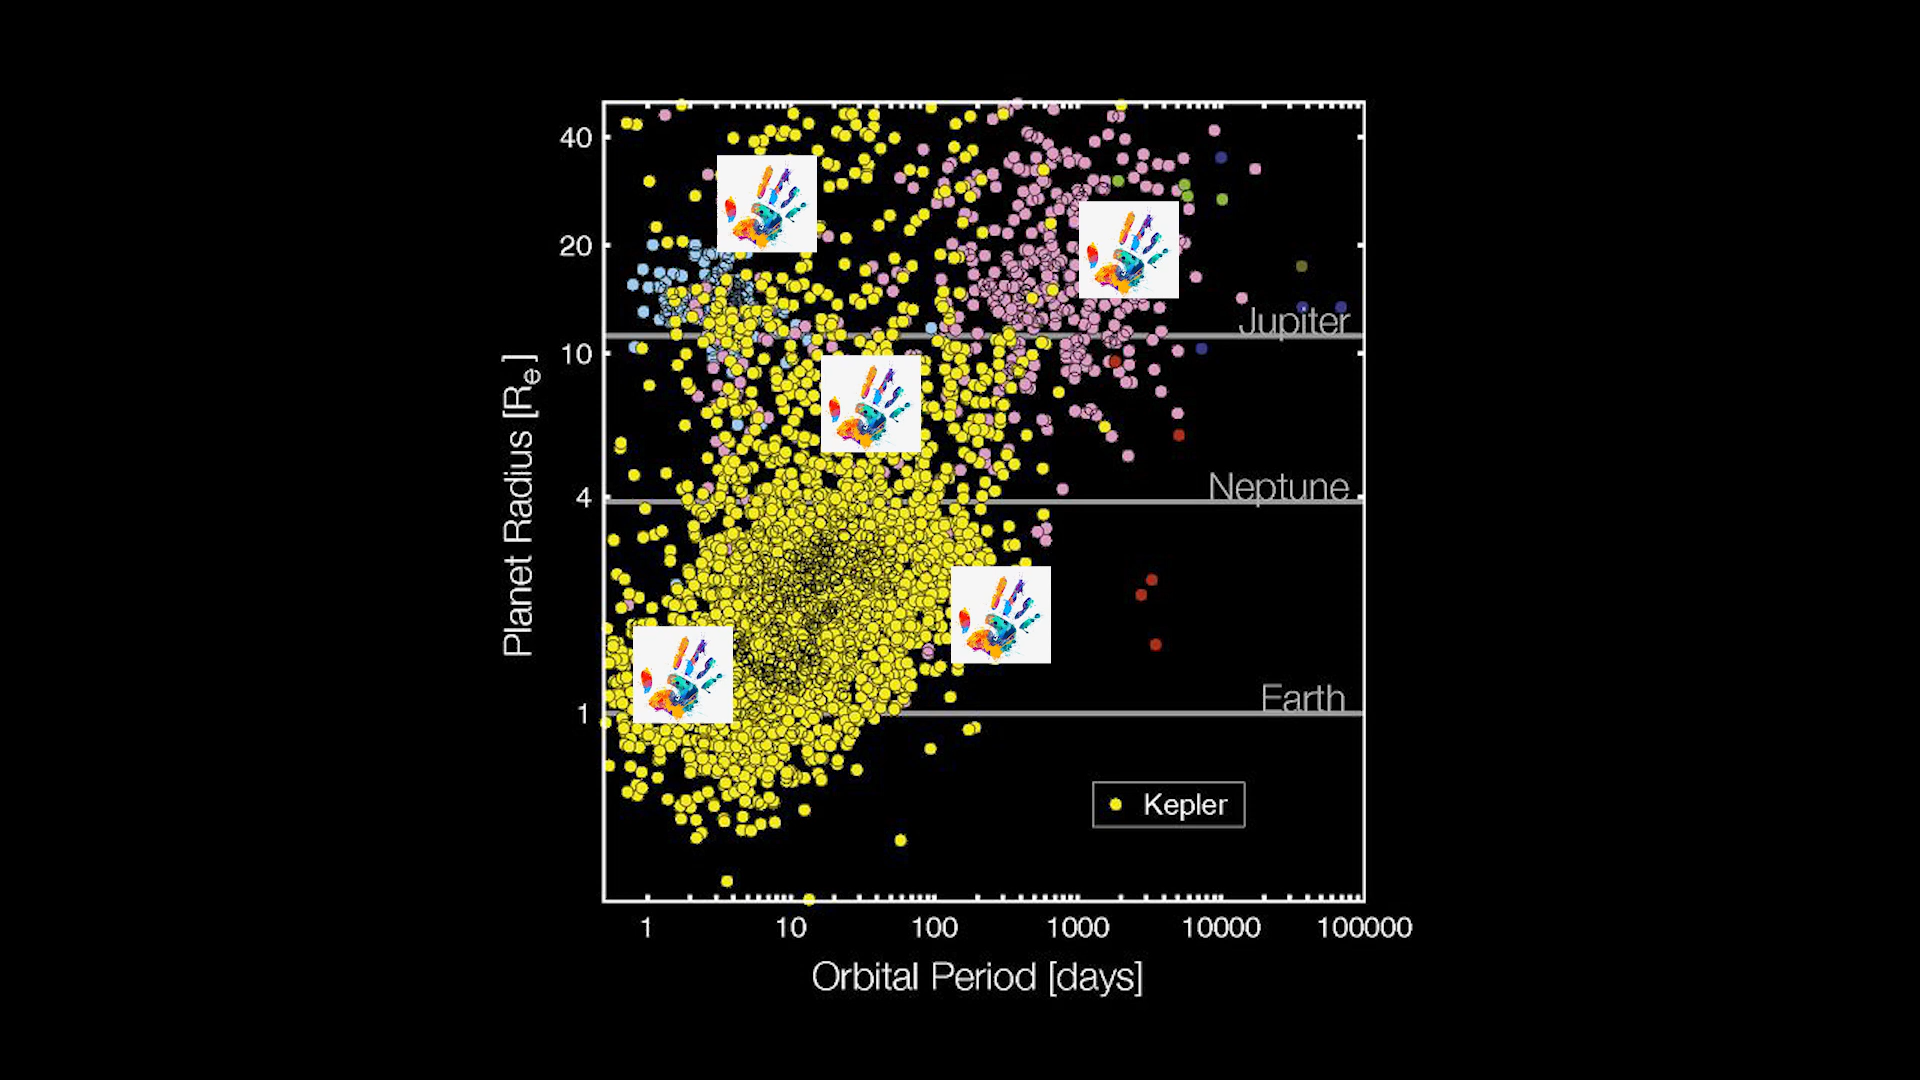 40
20
Jupiter
10
Planet Radius [Re]
Neptune
4
Earth
1
Kepler
1 10 100 1000 10000 100000
Orbital Period [days]